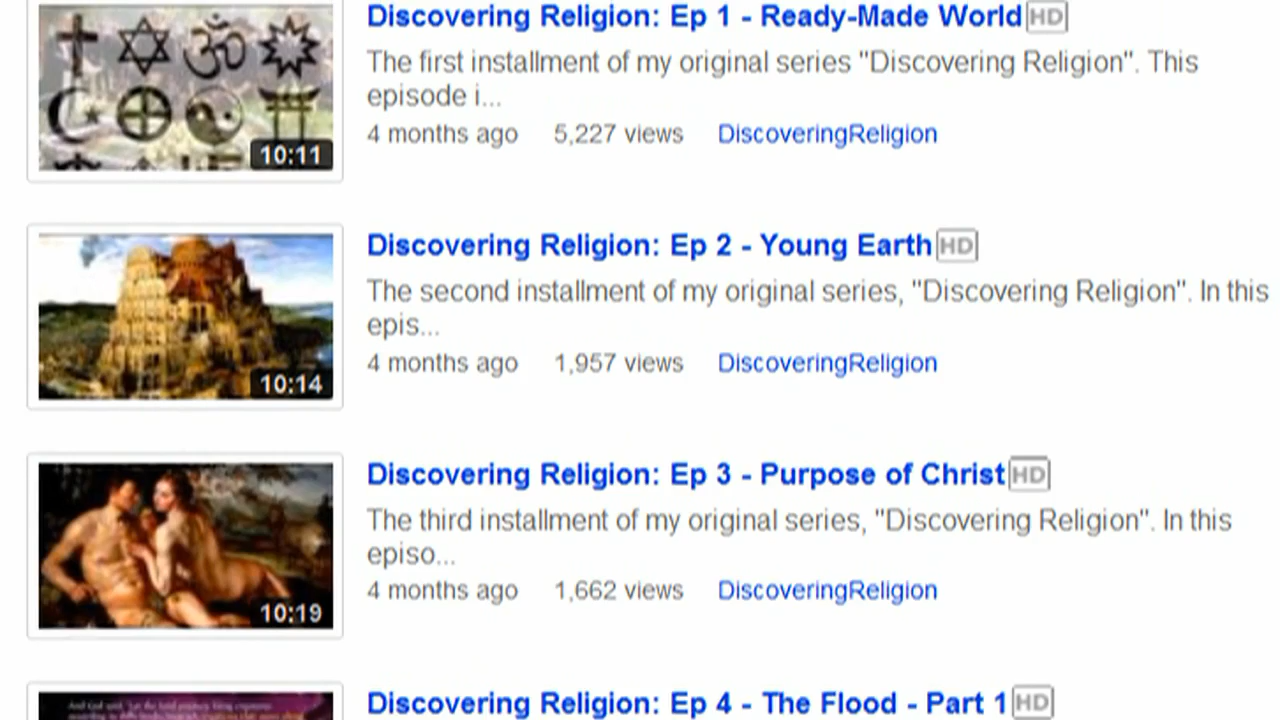 Discovering Religion: Ep 1 - Ready-Made World HD
The first installment of my original series "Discovering Religion". This
episode i...
4 months ago 5,227 views DiscoveringReligion
10:11
Discovering Religion: Ep 2 - Young Earth HD
The second installment of my original series, "Discovering Religion". In this
epis...
4 months ago 1,957 views DiscoveringReligion
10:14
Discovering Religion: Ep 3 - Purpose of Christ HD
The third installment of my original series, "Discovering Religion". In this
episo...
4 months ago 1,662 views DiscoveringReligion
10:19
Discovering Religion: Ep 4 - The Flood - Part 1 HD